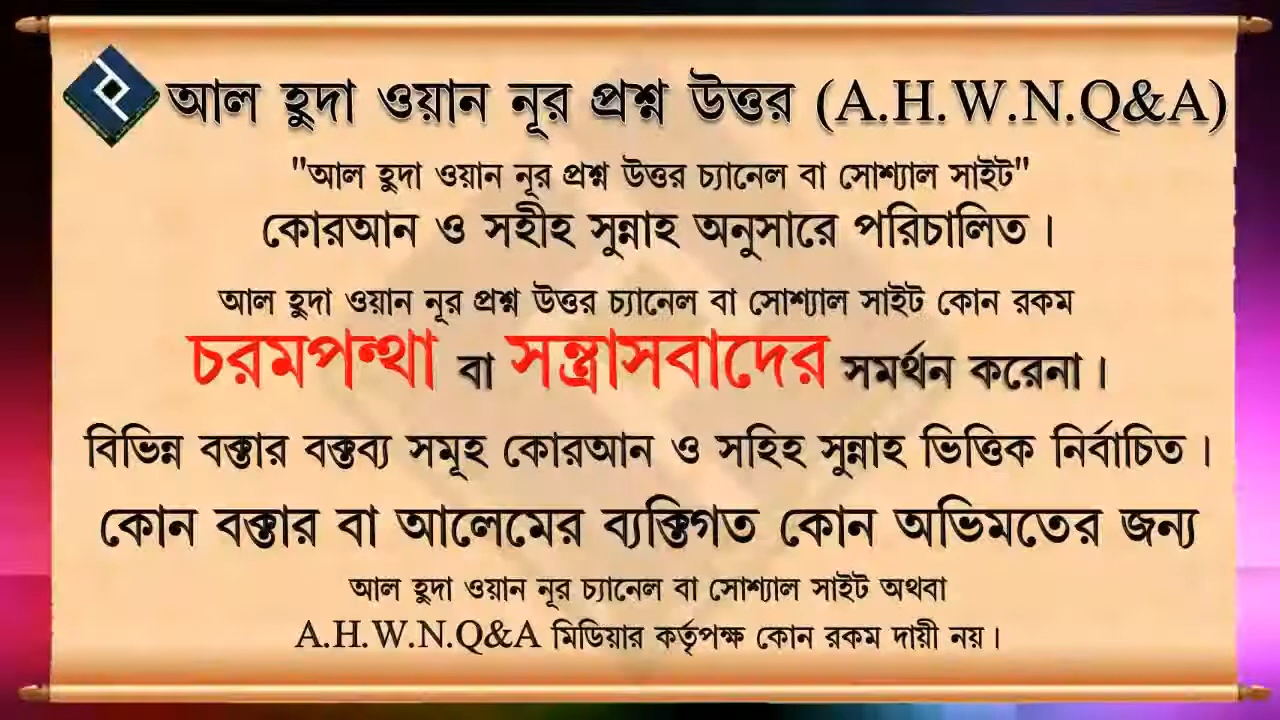 আল হুদা ওয়ান নূর প্রশ্ন উত্তর (A.H.W.N.Q&A)
"আল হুদা ওয়ান নূর প্রশ্ন উত্তর চ্যানেল বা সোশ্যাল সাইট"
কোরআন ও সহীহ সুন্নাহ অনুসারে পরিচালিত।
আল হুদা ওয়ান নূর প্রশ্ন উত্তর চ্যানেল বা সোশ্যাল সাইট কোন রকম
চরমপন্থা বা সন্ত্রাসবাদের সমর্থন করেনা।
বিভিন্ন বক্তার বক্তব্য সমূহ কোরআন ও সহিহ সুন্নাহ ভিত্তিক নির্বাচিত।
কোন বক্তার বা আলেমের ব্যক্তিগত কোন অভিমতের জন্য
আল হুদা ওয়ান নূর চ্যানেল বা সোশ্যাল সাইট অথবা
A.H.W.N.Q&A মিডিয়ার কর্তৃপক্ষ কোন রকম দায়ী নয়।